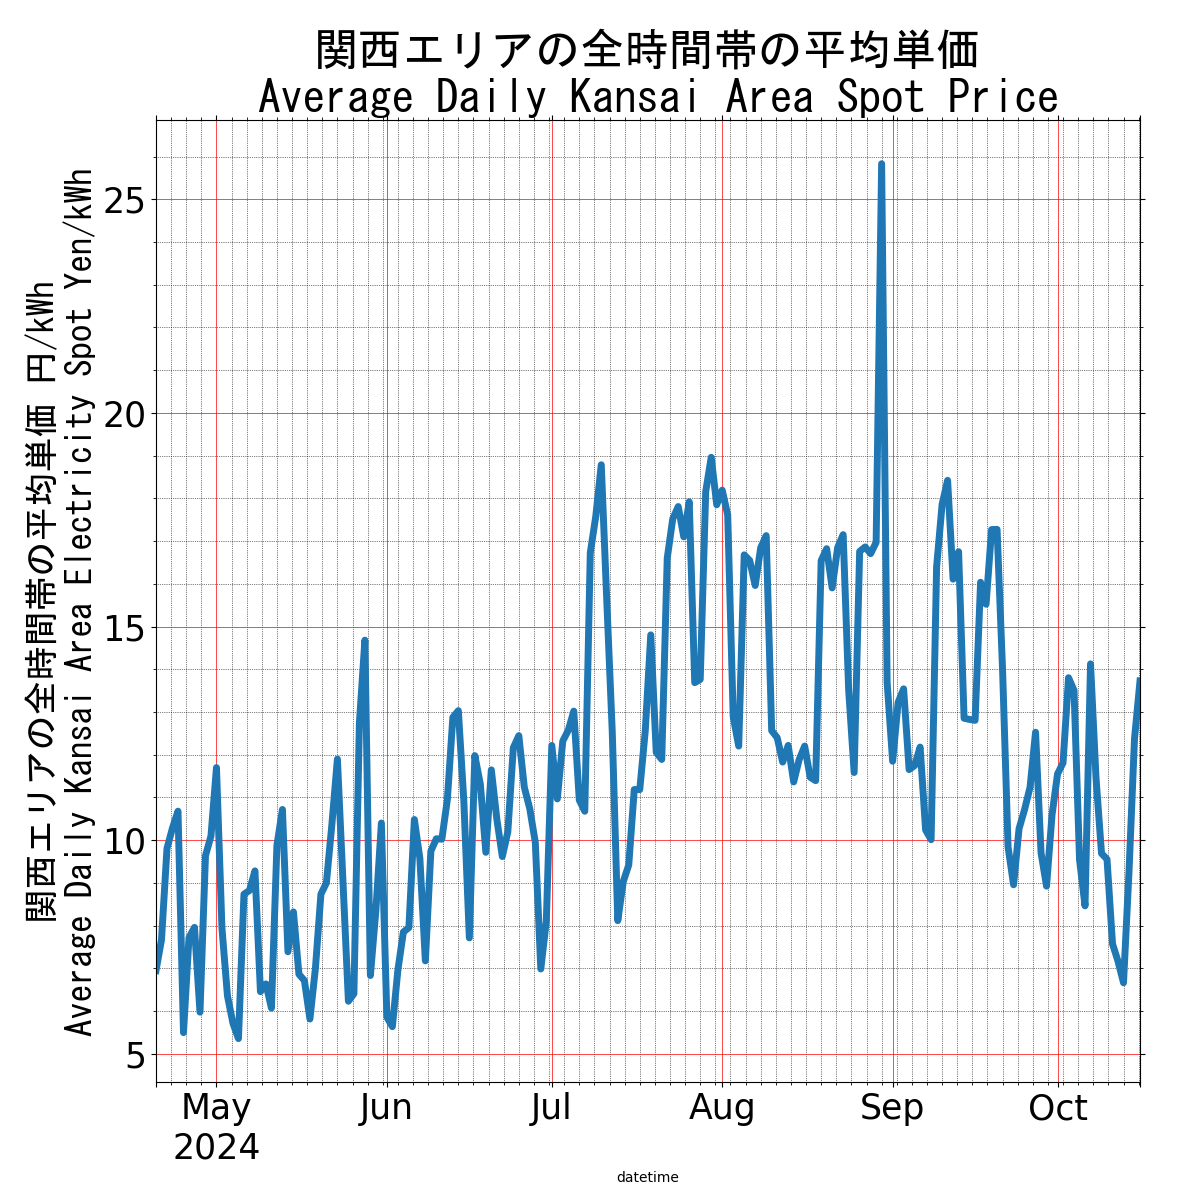 関西エリアの全時間帯の平均単価
Average Daily Kansai Area Spot Price
関西エリアの全時間帯の平均単価 円/kWh
Average Daily Kansai Area Electricity Spot Yen/kWh
25
20
15
10
5
May
2024
Jun
Jul
Aug
Sep
Oct
datetime